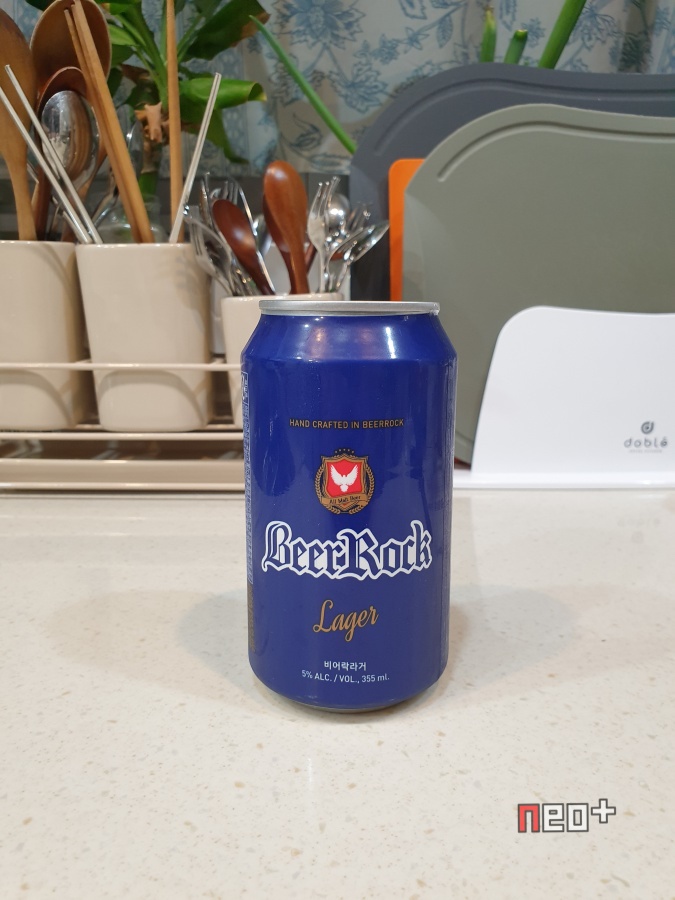 HAND CRAFTED IN BEERROCK
All Malt Beer
BeerRock
Lager
비어락라거
5% ALC. / VOL., 355 ml.
doblé
neo+